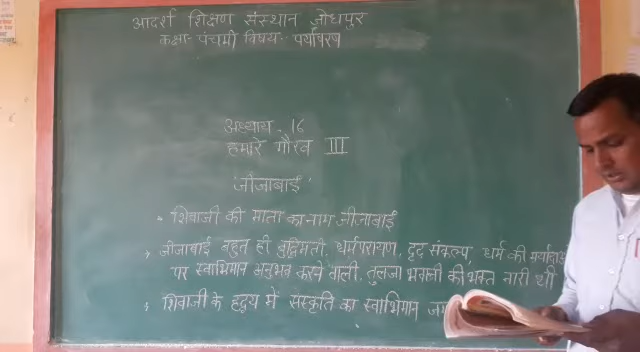 आदर्श शिक्षण संस्थान जोधपुर
कक्षा- पंचमी विषय:- पर्यावरण
अध्याय - 16
हमारे गौरव III
'जीजाबाई'
शिवाजी की माता का नाम जीजाबाई
जीजाबाई बहुत ही बुद्धिमती, धर्मपरायण, दृढ़ संकल्प, धर्म की
पर स्वाभिमान अनुभव करने वाली, तुलजा भवानी की भक्त नारी थी
शिवाजी के हृदय में संस्कृति का स्वाभिमान